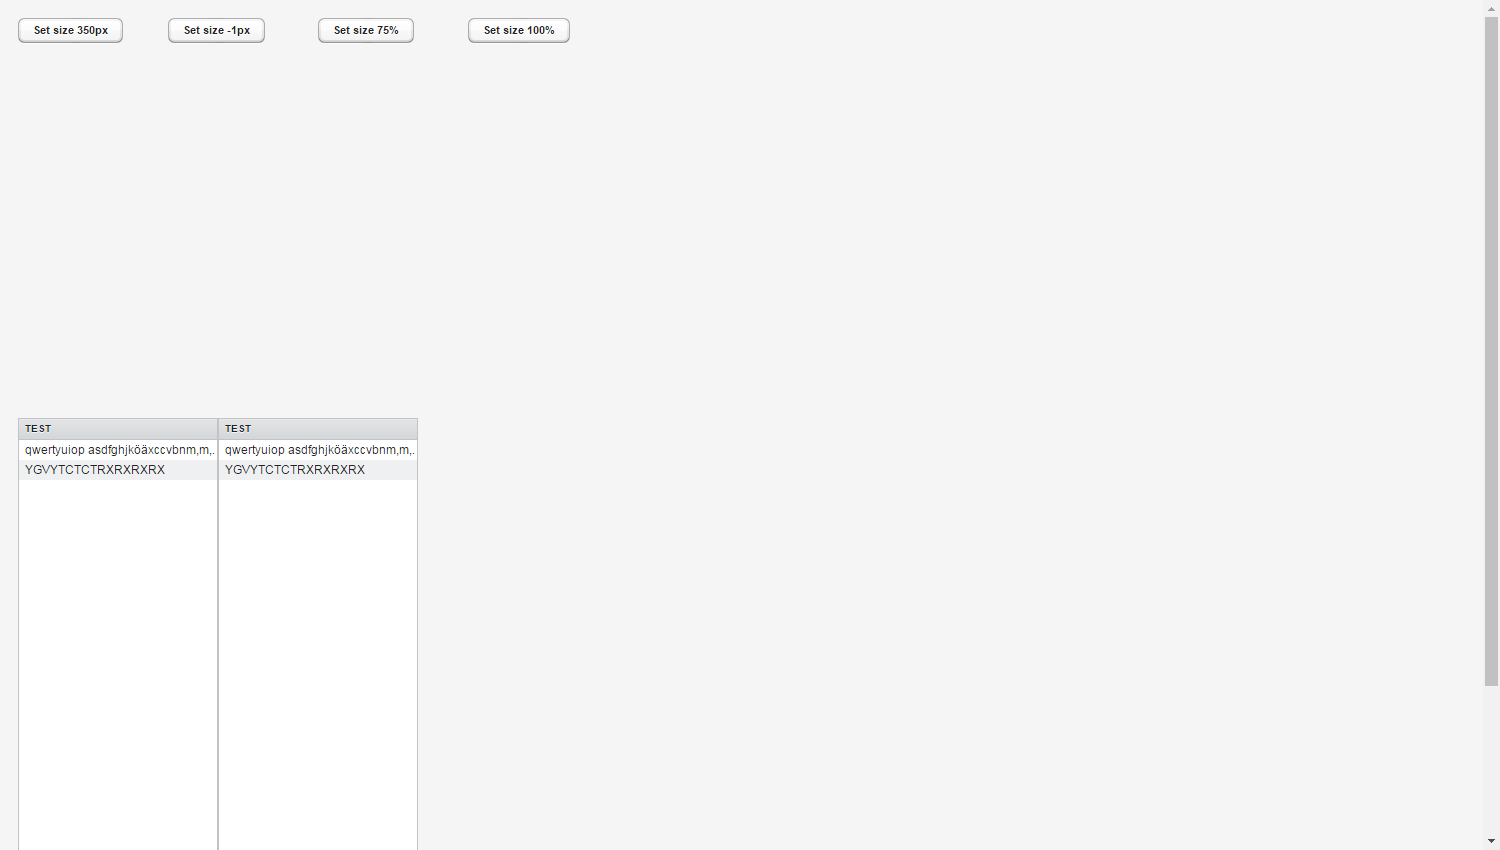 Set size 350px Set size -1px Set size 75% Set size 100%
TEST TEST
qwertyuiop asdfghjköäxccvbnm,m,. qwertyuiop asdfghjköäxccvbnm,m,.
YGVYTCTCTRXRXRXRX YGVYTCTCTRXRXRXRX